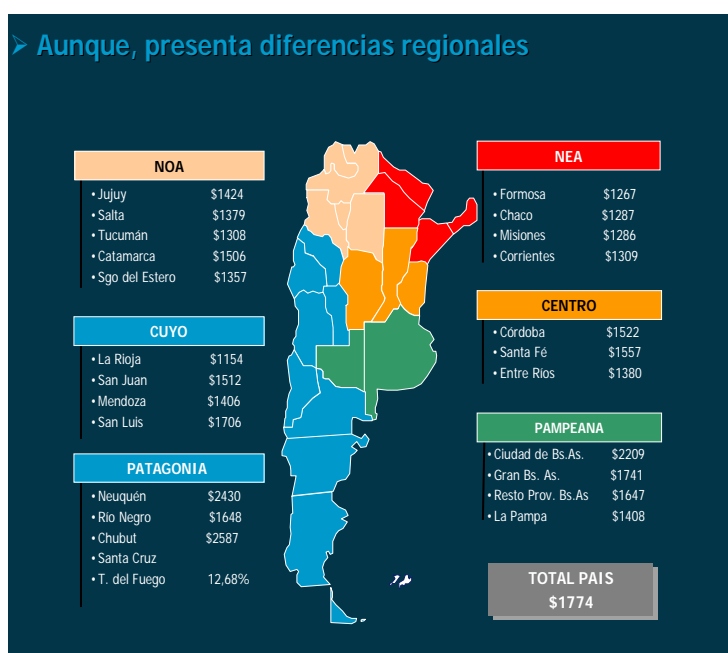 ➢ Aunque, presenta diferencias regionales
NOA
• Jujuy $1424
• Salta $1379
• Tucumán $1308
• Catamarca $1506
• Sgo del Estero $1357
CUYO
• La Rioja $1154
• San Juan $1512
• Mendoza $1406
• San Luis $1706
PATAGONIA
• Neuquén $2430
• Río Negro $1648
• Chubut $2587
• Santa Cruz
• T. del Fuego 12,68%
NEA
• Formosa $1267
• Chaco $1287
• Misiones $1286
• Corrientes $1309
CENTRO
• Córdoba $1522
• Santa Fé $1557
• Entre Ríos $1380
PAMPEANA
• Ciudad de Bs.As. $2209
• Gran Bs. As. $1741
• Resto Prov. Bs.As $1647
• La Pampa $1408
TOTAL PAIS
$1774